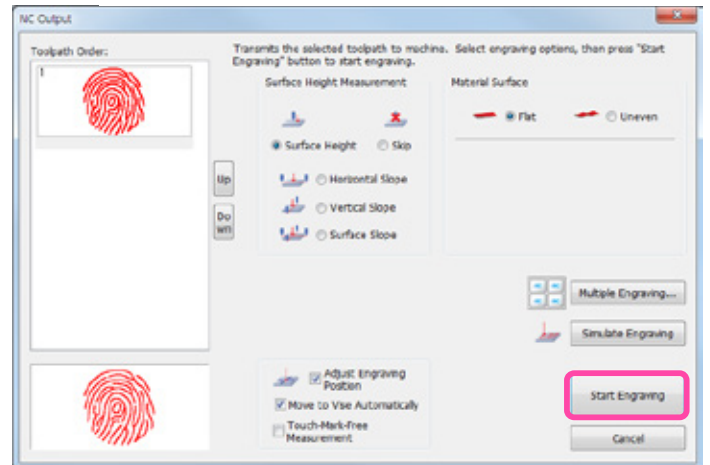 NC Output
Toolpath Order:
1
Up
Do
wn
Transmits the selected toolpath to machine. Select engraving options, then press "Start
Engraving" button to start engraving.
Surface Height Measurement
Surface Height
Skip
Horizontal Slope
Vertical Slope
Surface Slope
Material Surface
Flat
Uneven
Multiple Engraving...
Simulate Engraving
Adjust Engraving
Position
Move to Vise Automatically
Touch-Mark-Free
Measurement
Start Engraving
Cancel